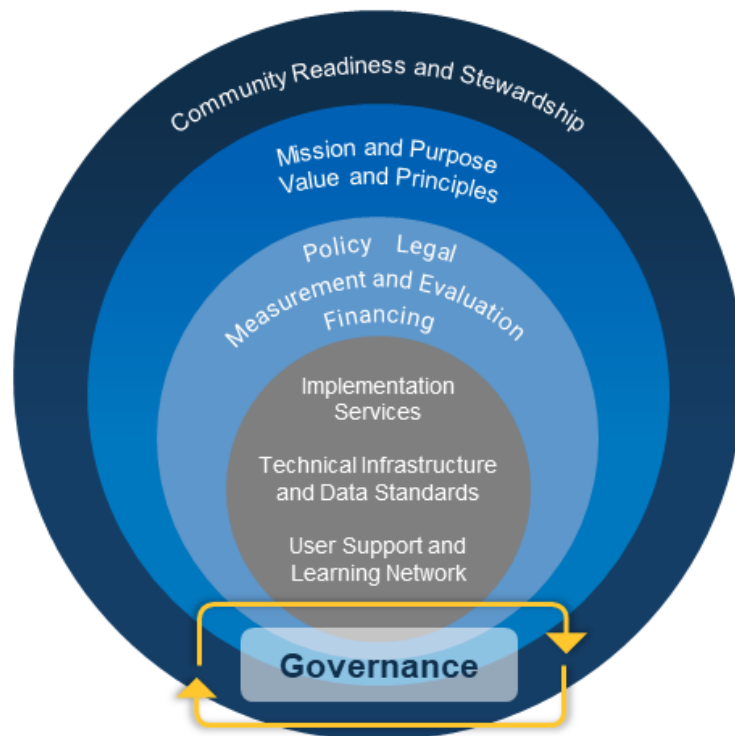 Community Readiness and Stewardship
Mission and Purpose
Value and Principles
Policy Legal
Measurement and Evaluation
Financing
Implementation
Services
Technical Infrastructure
and Data Standards
User Support and
Learning Network
Governance